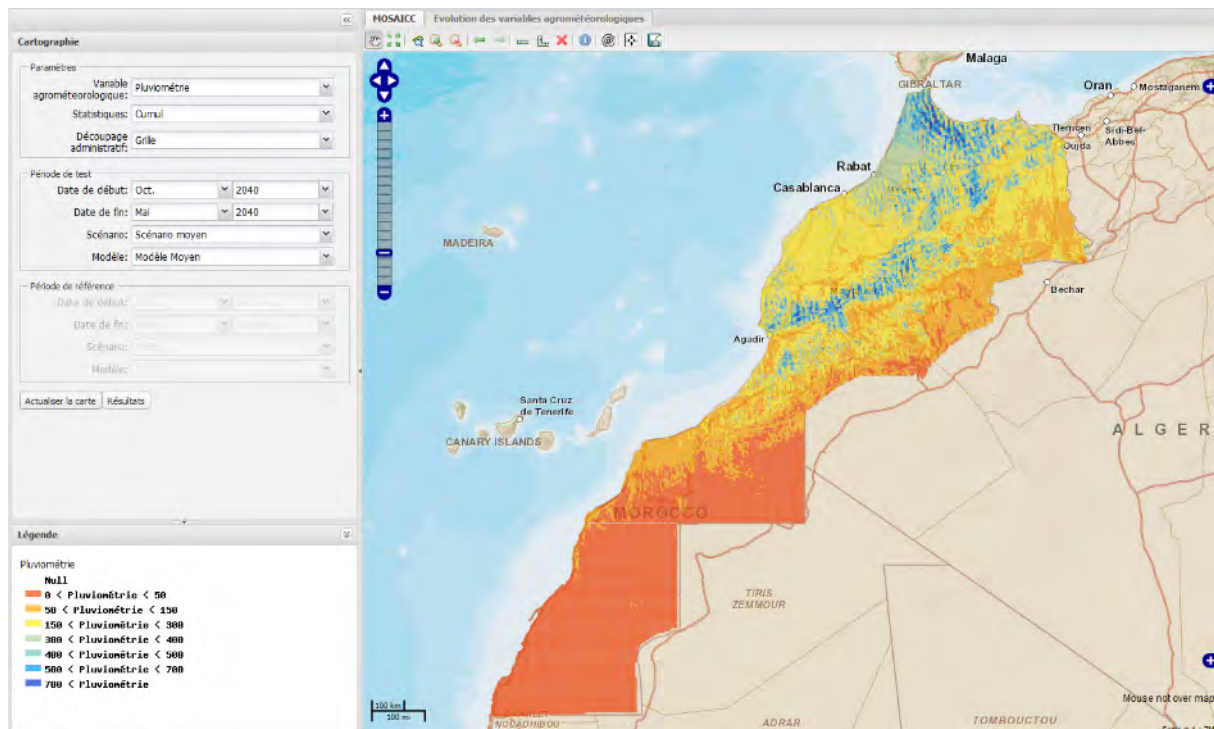 MOSAICC Evolution des variables agrométéorologiques
Cartographie
Paramètres
Variable agrométeorologique: Pluviométrie
Statistiques: Cumul
Découpage administratif: Grille
Période de test
Date de début: Oct. 2040
Date de fin: Mai 2040
Scénario: Scénano moyen
Modèle: Modèle Moyen
Période de référence
Date de début:
Date de fin:
Scénario:
Modèle:
Actualiser la carte Résultats
Légende
Pluviométrie
Null
0 < Pluviométrie < 50
50 < Pluviométrie < 150
150 < Pluviométrie < 300
300 < Pluviométrie < 400
400 < Pluviométrie < 500
500 < Pluviométrie < 700
700 < Pluviométrie
Malaga
GIBRALTAR
Oran
Mostaganem
Tlemcen
Sidi-Bel-Abbes
Oujda
Rabat
Casablanca
MADEIRA
Bechar
Agadir
Santa Cruz
de Tenerife
CANARY ISLANDS
ALGER
MOROCCO
TIRIS
ZEMMOUR
100 km
100 mi
NOUADHIBOU
ADRAR
TOMBOUCTOU
Mouse not over map